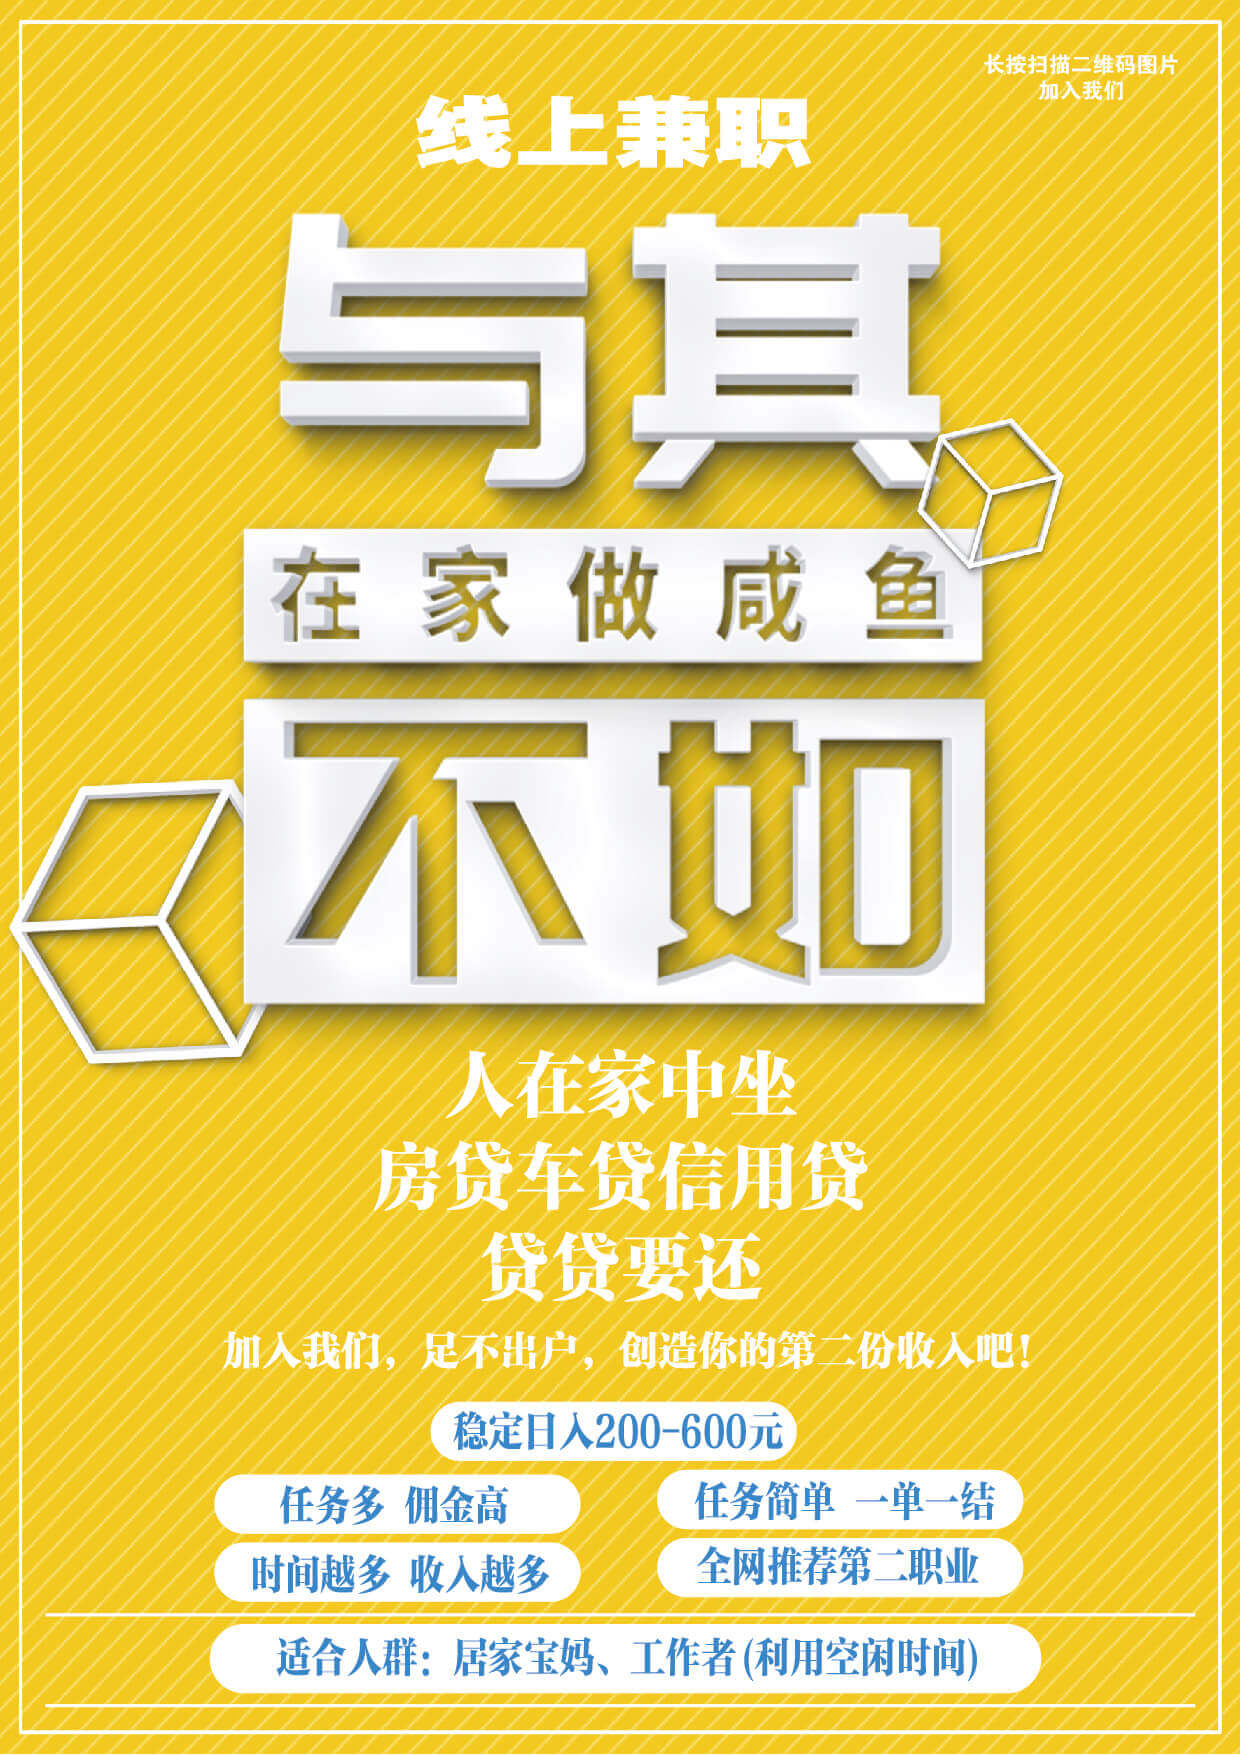 长按扫描二维码图片
加入我们
线上兼职
与其
在家做咸鱼
不如
人在家中坐
房贷车贷信用贷
贷贷要还
加入我们，足不出户，创造你的第二份收入吧！
稳定日入200-600元
任务多 佣金高
任务简单 一单一结
时间越多 收入越多
全网推荐第二职业
适合人群：居家宝妈、工作者(利用空闲时间)